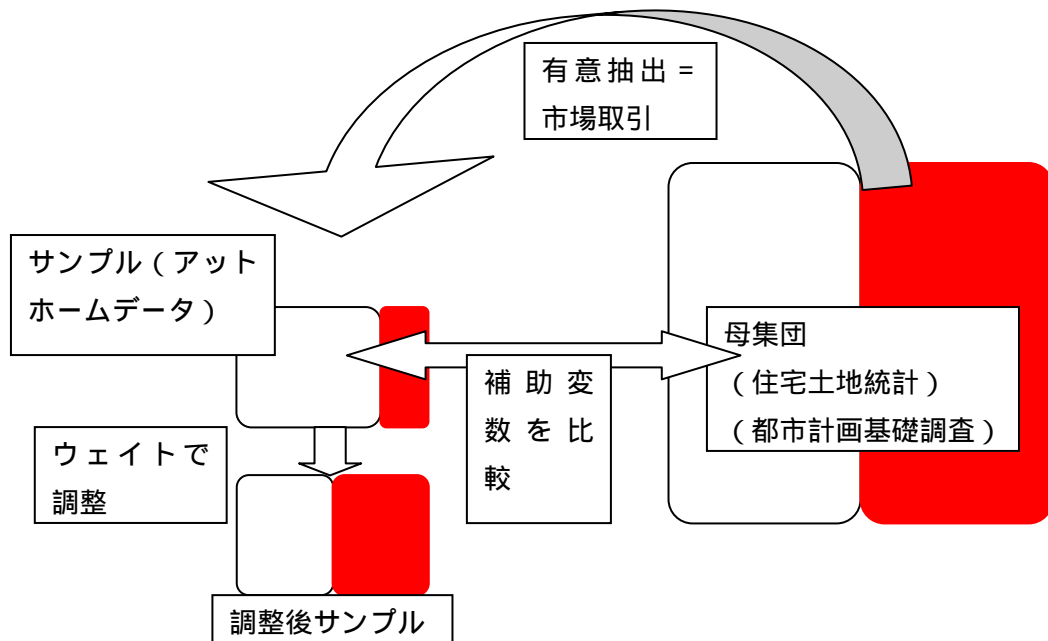 有意抽出=
市場取引
サンプル(アット
ホームデータ)
母集団
(住宅土地統計)
(都市計画基礎調査)
補助変
数を比
較
ウェイトで
調整
調整後サンプル